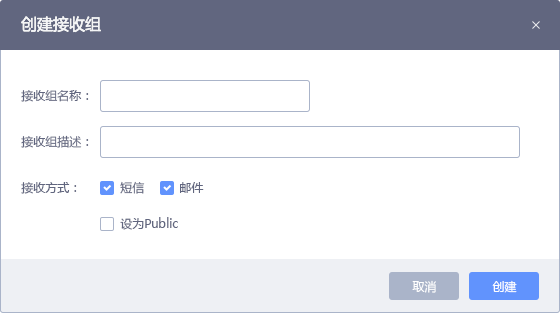 创建接收组
接收组名称：
接收组描述：
接收方式： 短信 邮件
设为Public
取消 创建